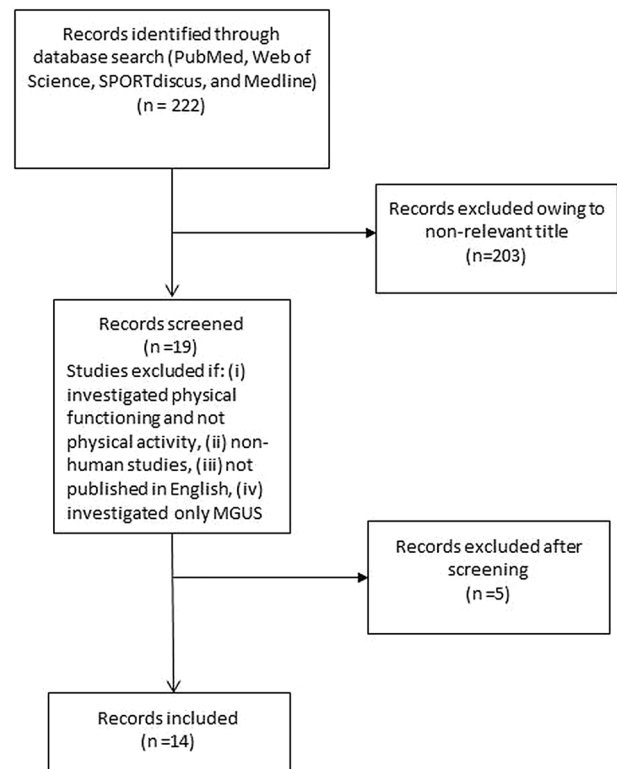 Records identified through
database search (PubMed, Web of
Science, SPORTdiscus, and Medline)
(n = 222)
Records excluded owing to
non-relevant title
(n=203)
Records screened
(n =19)
Studies excluded if: (i)
investigated physical
functioning and not
physical activity, (ii) non-
human studies, (iii) not
published in English, (iv)
investigated only MGUS
Records excluded after
screening
(n =5)
Records included
(n =14)